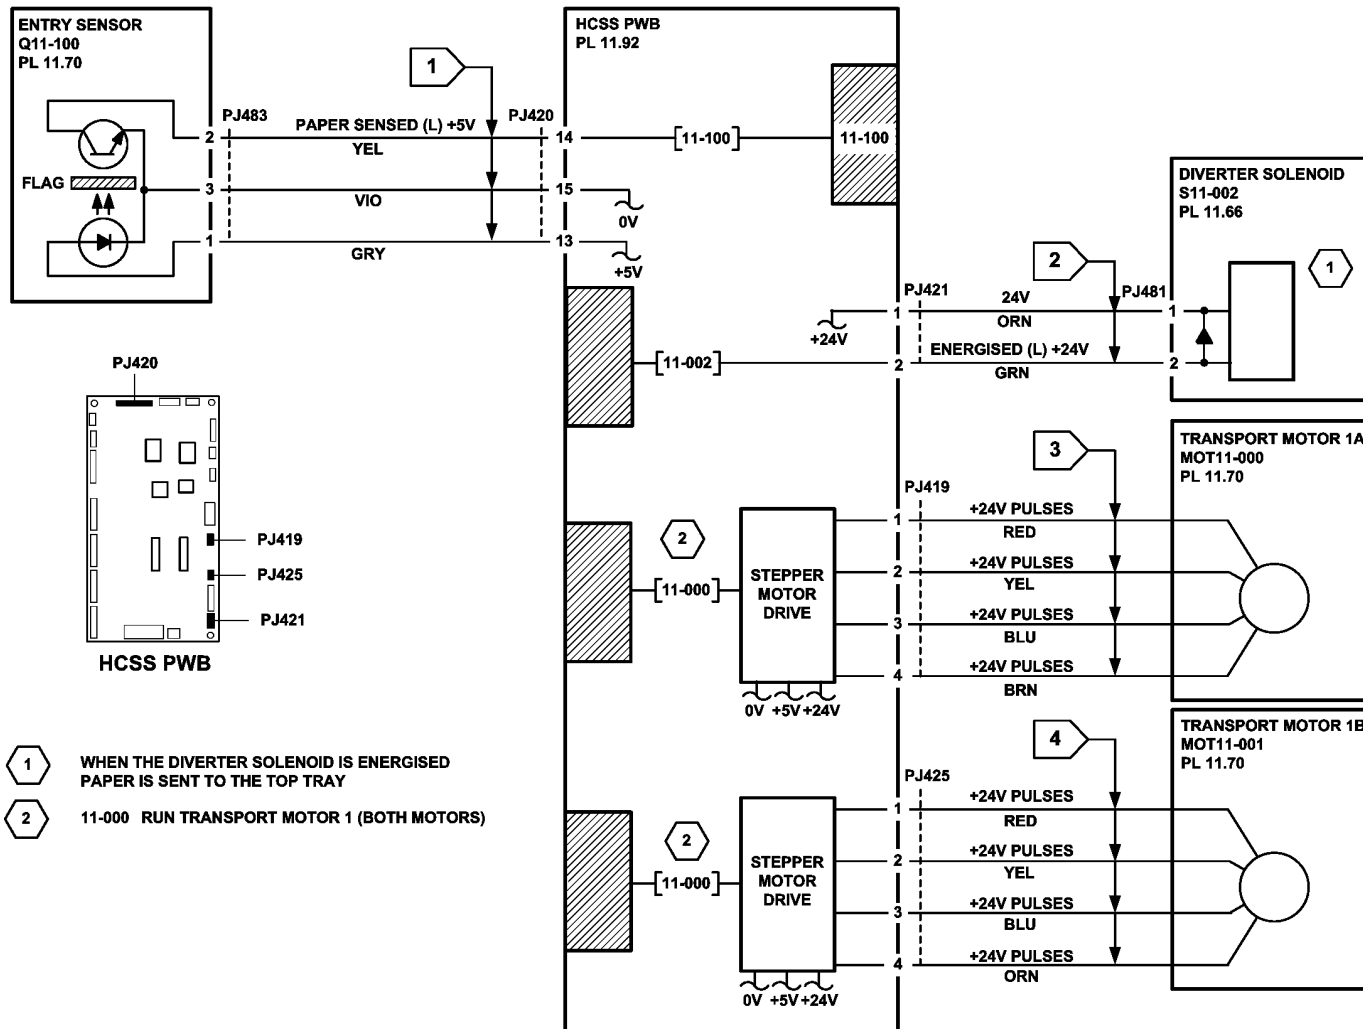 ENTRY SENSOR
Q11-100
PL 11.70
FLAG
2
3
1
PJ483
1
PAPER SENSED (L) +5V
YEL
VIO
GRY
PJ420
14
15
13
HCSS PWB
PL 11.92
[11-100]
11-100
0V
+5V
+24V
[11-002]
PJ421
1
2
24V
ORN
ENERGISED (L) +24V
GRN
2
PJ481
1
2
DIVERTER SOLENOID
S11-002
PL 11.66
1
PJ420
PJ419
PJ425
PJ421
HCSS PWB
2
[11-000]
STEPPER
MOTOR
DRIVE
0V +5V +24V
PJ419
1
2
3
4
3
+24V PULSES
RED
+24V PULSES
YEL
+24V PULSES
BLU
+24V PULSES
BRN
TRANSPORT MOTOR 1A
MOT11-000
PL 11.70
1 WHEN THE DIVERTER SOLENOID IS ENERGISED
PAPER IS SENT TO THE TOP TRAY
2 11-000 RUN TRANSPORT MOTOR 1 (BOTH MOTORS)
2
[11-000]
STEPPER
MOTOR
DRIVE
0V +5V +24V
PJ425
1
2
3
4
4
+24V PULSES
RED
+24V PULSES
YEL
+24V PULSES
BLU
+24V PULSES
ORN
TRANSPORT MOTOR 1B
MOT11-001
PL 11.70